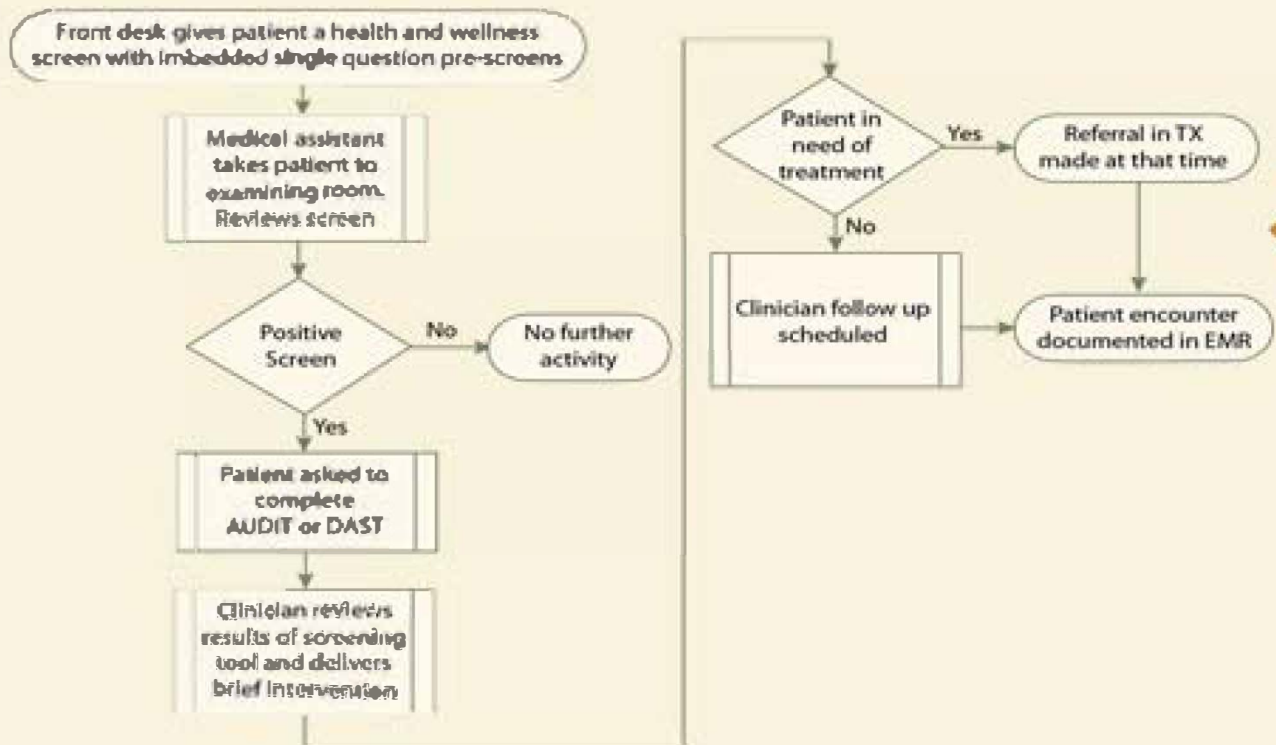 Front desk gives patient a health and wellness
screen with imbedded single question pre-screens
Medical assistant
takes patient to
examining room.
Reviews screen
Positive
Screen
No
No further
activity
Yes
Patient asked to
complete
AUDIT or DAST
Clinician reviews
results of screening
tool and delivers
brief intervention
Patient in
need of
treatment
Yes
Referral in TX
made at that time
No
Clinician follow up
scheduled
Patient encounter
documented in EMR